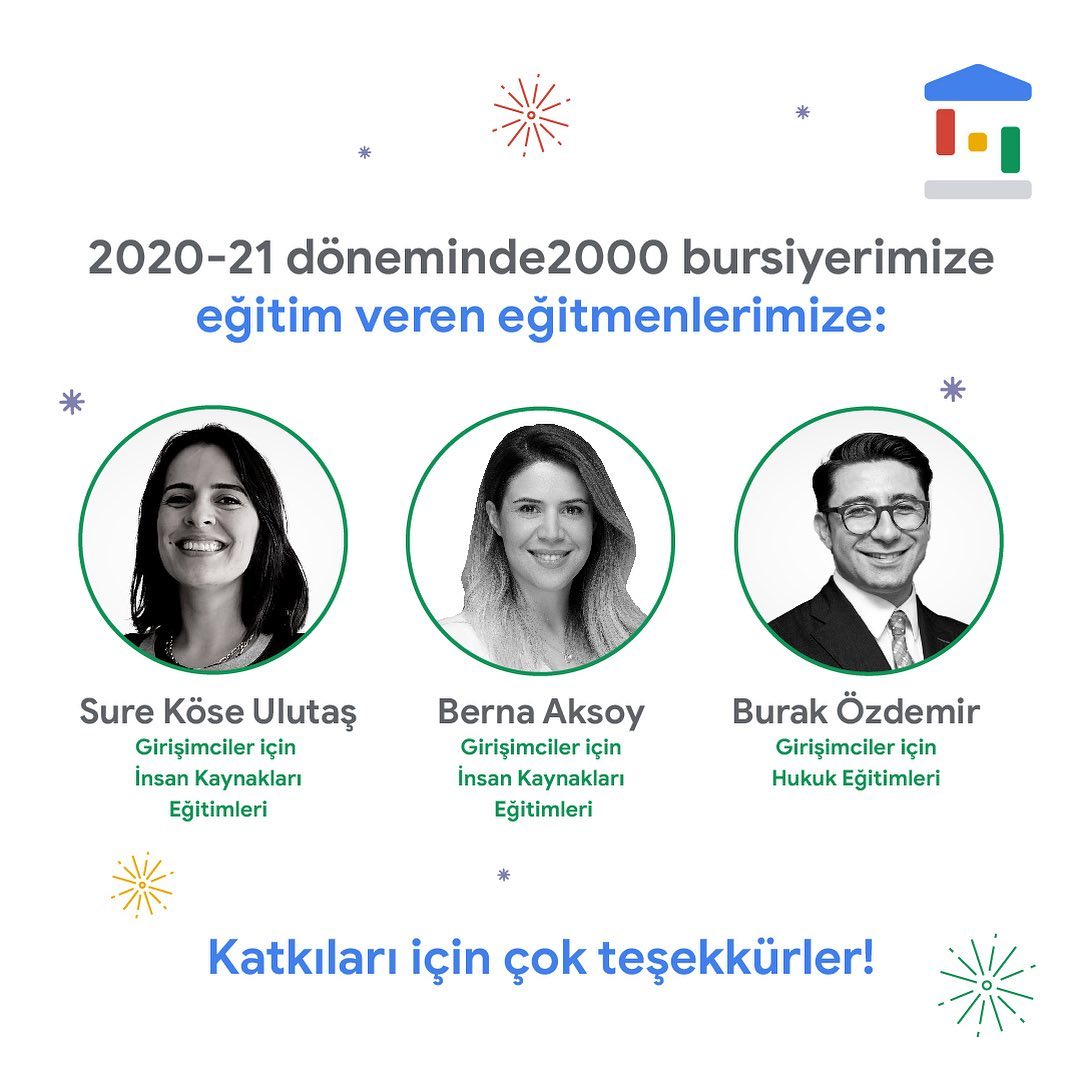 2020-21 döneminde2000 bursiyerimize
eğitim veren eğitmenlerimize:
Sure Köse Ulutaş
Girişimciler için
İnsan Kaynakları
Eğitimleri
Berna Aksoy
Girişimciler için
İnsan Kaynakları
Eğitimleri
Burak Özdemir
Girişimciler için
Hukuk Eğitimleri
Katkıları için çok teşekkürler!